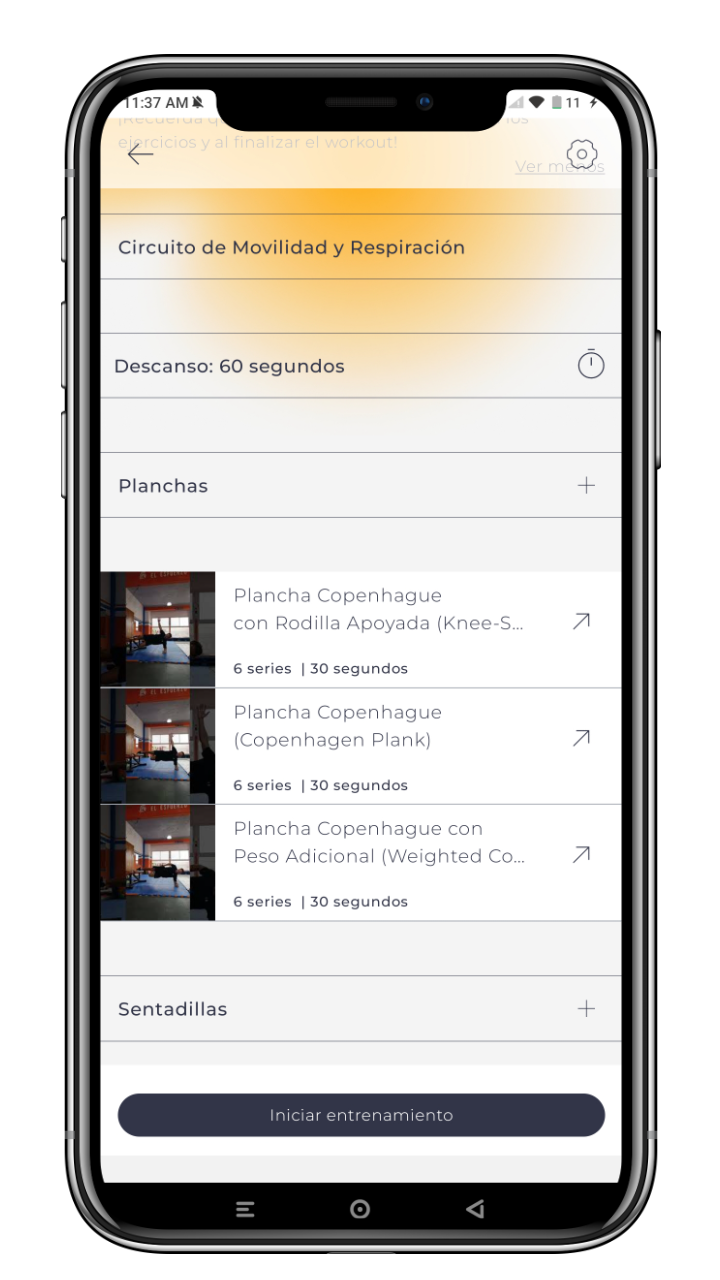 11:37 AM
11
¡Recuerda
los
ejercicios y al finalizar el workout!
Ver menos
Circuito de Movilidad y Respiración
Descanso: 60 segundos
Planchas
Plancha Copenhague
con Rodilla Apoyada (Knee-S...
6 series | 30 segundos
Plancha Copenhague
(Copenhagen Plank)
6 series | 30 segundos
Plancha Copenhague con
Peso Adicional (Weighted Co...
6 series | 30 segundos
Sentadillas
Iniciar entrenamiento